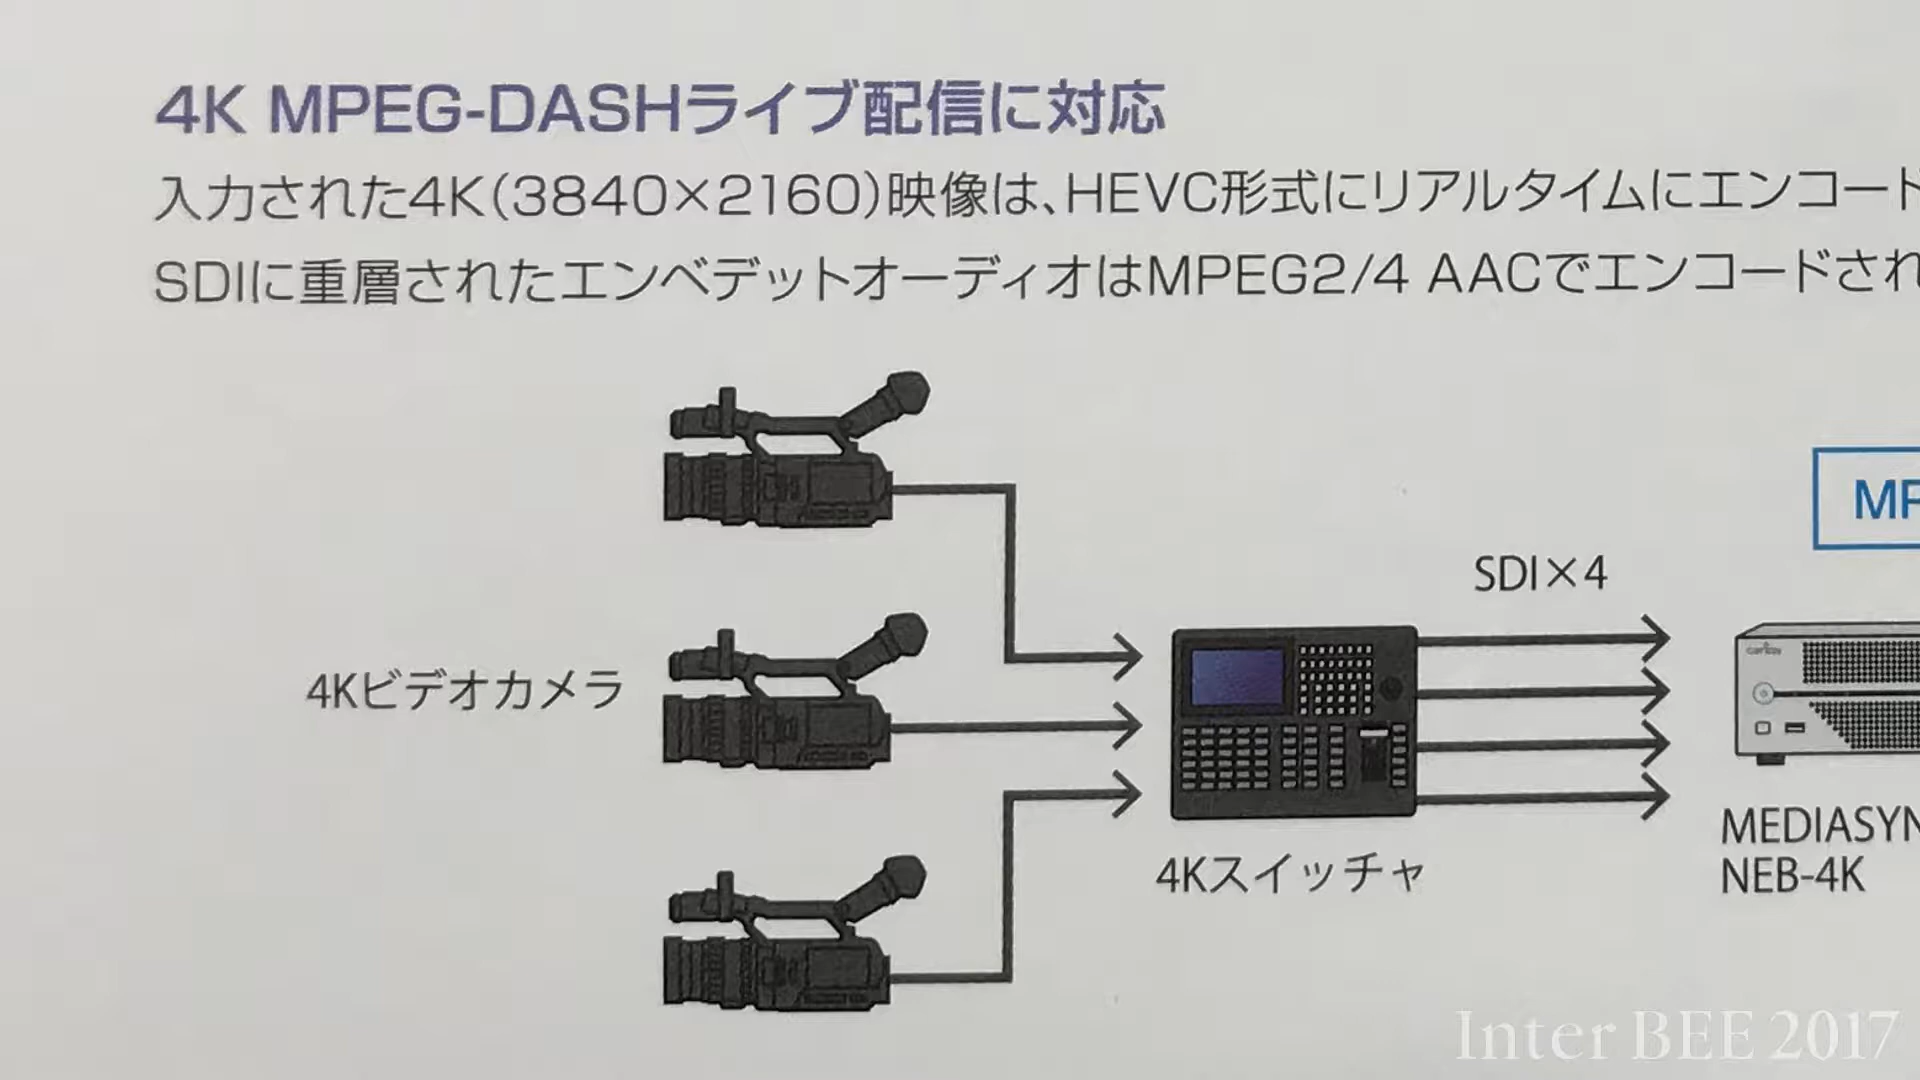 4K MPEG-DASHライブ配信に対応
入力された4K(3840×2160)映像は、HEVC形式にリアルタイムにエンコード
SDIに重層されたエンベデットオーディオはMPEG2/4 AACでエンコードされ
SDI×4
4Kビデオカメラ
4Kスイッチャ
MEDIASYN
NEB-4K
Inter BEE 2017